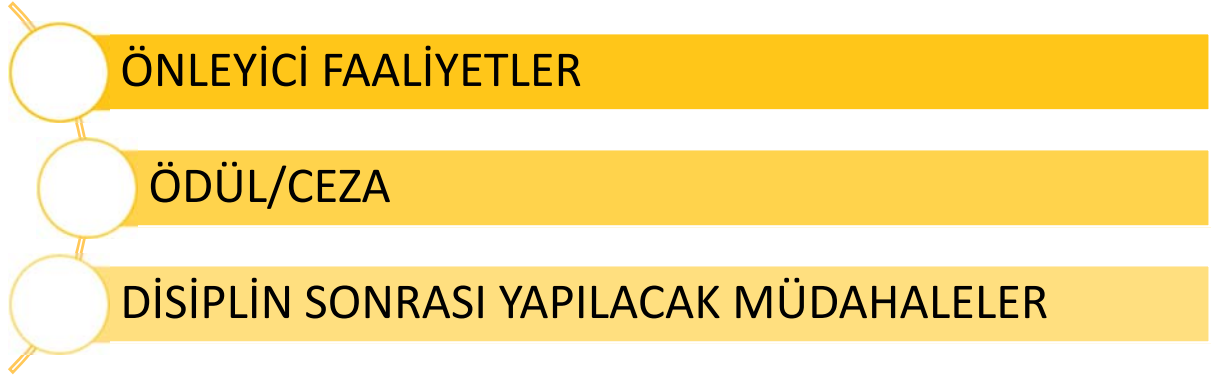 ÖNLEYİCİ FAALİYETLER
ÖDÜL/CEZA
DİSİPLİN SONRASI YAPILACAK MÜDAHALELER